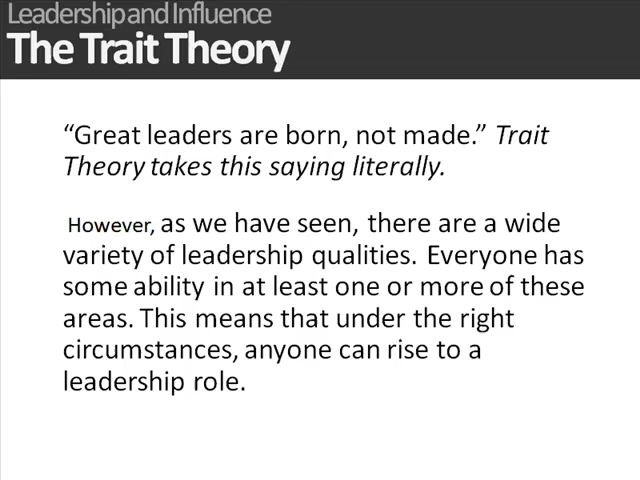 Leadership and Influence
The Trait Theory
“Great leaders are born, not made.” Trait
Theory takes this saying literally.
However, as we have seen, there are a wide
variety of leadership qualities. Everyone has
some ability in at least one or more of these
areas. This means that under the right
circumstances, anyone can rise to a
leadership role.